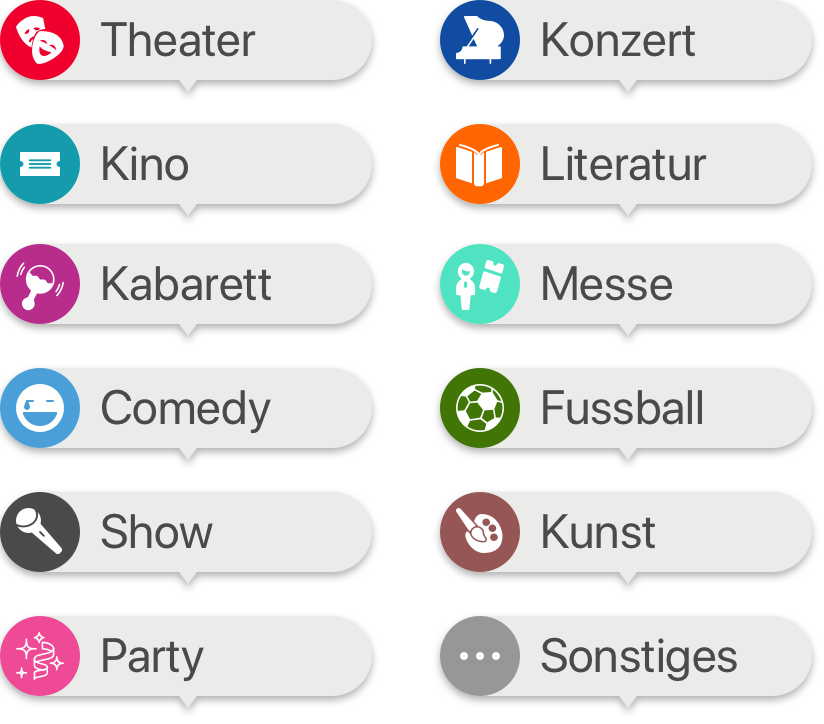 Theater
Konzert
Kino
Literatur
Kabarett
Messe
Comedy
Fussball
Show
Kunst
Party
Sonstiges